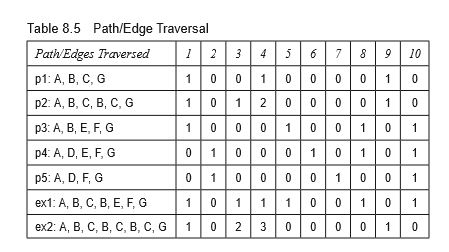 Table 8.5 Path/Edge Traversal
Path/Edges Traversed 1 2 3 4 5 6 7 8 9 10
p1: A, B, C, G 1 0 0 1 0 0 0 0 1 0
p2: A, B, C, B, C, G 1 0 1 2 0 0 0 0 1 0
p3: A, B, E, F, G 1 0 0 0 1 0 0 1 0 1
p4: A, D, E, F, G 0 1 0 0 0 1 0 1 0 1
p5: A, D, F, G 0 1 0 0 0 0 1 0 0 1
ex1: A, B, C, B, E, F, G 1 0 1 1 1 0 0 1 0 1
ex2: A, B, C, B, C, B, C, G 1 0 2 3 0 0 0 0 1 0